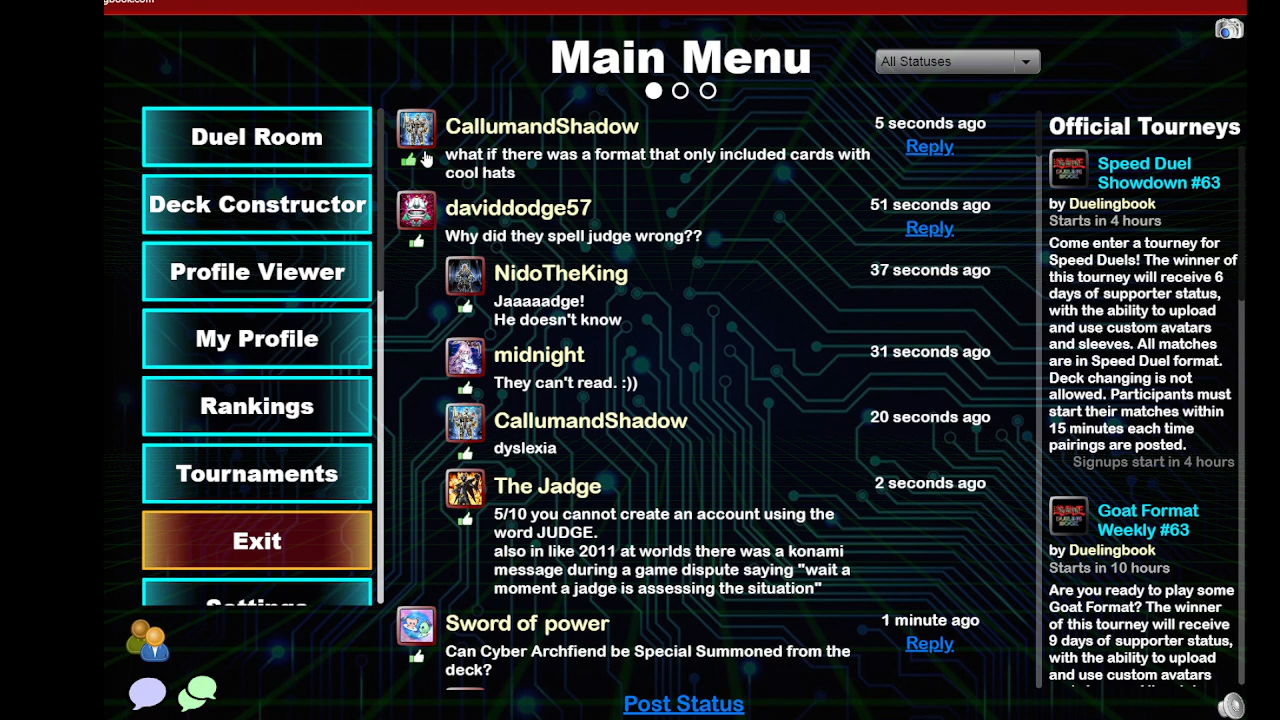 Main Menu
All Statuses
Duel Room
Deck Constructor
Profile Viewer
My Profile
Rankings
Tournaments
Exit
Settings
CallumandShadow
5 seconds ago
Reply
what if there was a format that only included cards with
cool hats
daviddodge57
51 seconds ago
Reply
Why did they spell judge wrong??
NidoTheKing
37 seconds ago
Jaaaaadge!
He doesn't know
midnight
31 seconds ago
They can't read. :))
CallumandShadow
20 seconds ago
dyslexia
The Jadge
2 seconds ago
5/10 you cannot create an account using the
word JUDGE.
also in like 2011 at worlds there was a konami
message during a game dispute saying "wait a
moment a jadge is assessing the situation"
Sword of power
1 minute ago
Reply
Can Cyber Archfiend be Special Summoned from the
deck?
Post Status
Official Tourneys
Speed Duel
Showdown #63
by Duelingbook
Starts in 4 hours
Come enter a tourney for
Speed Duels! The winner of
this tourney will receive 6
days of supporter status,
with the ability to upload
and use custom avatars
and sleeves. All matches
are in Speed Duel format.
Deck changing is not
allowed. Participants must
start their matches within
15 minutes each time
pairings are posted.
Signups start in 4 hours
Goat Format
Weekly #63
by Duelingbook
Starts in 10 hours
Are you ready to play some
Goat Format? The winner
of this tourney will receive
9 days of supporter status,
with the ability to upload
and use custom avatars